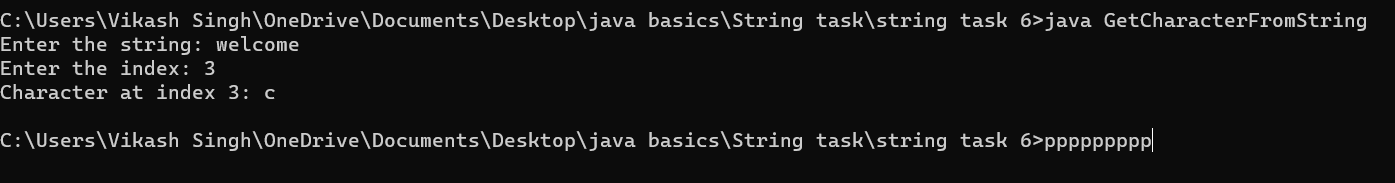 C:\Users\Vikash Singh\OneDrive\Documents\Desktop\java basics\String task\string task 6>java GetCharacterFromString
Enter the string: welcome
Enter the index: 3
Character at index 3: c
C:\Users\Vikash Singh\OneDrive\Documents\Desktop\java basics\String task\string task 6>ppppppppp